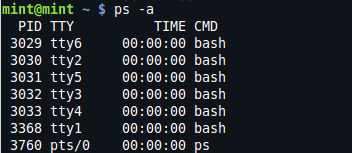 mint@mint ~ $ ps -a
  PID TTY          TIME CMD
 3029 tty6     00:00:00 bash
 3030 tty2     00:00:00 bash
 3031 tty5     00:00:00 bash
 3032 tty3     00:00:00 bash
 3033 tty4     00:00:00 bash
 3368 tty1     00:00:00 bash
 3760 pts/0    00:00:00 ps